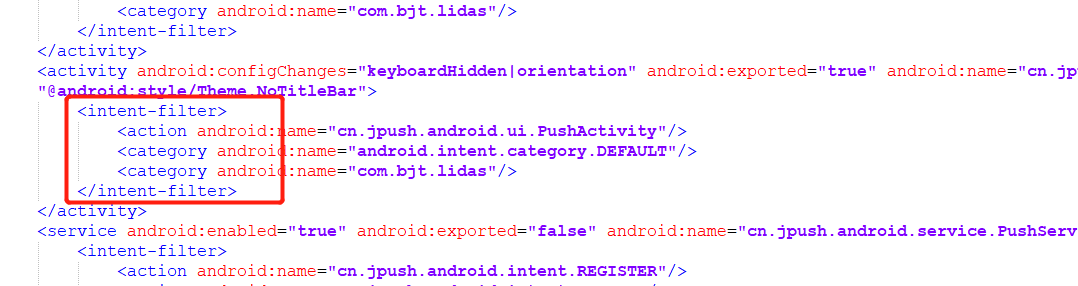 <category android:name="com.bjt.lidas"/>
</intent-filter>
</activity>
<activity android:configChanges="keyboardHidden|orientation" android:exported="true" android:name="cn.jp
"@android:style/Theme.NoTitleBar">
<intent-filter>
<action android:name="cn.jpush.android.ui.PushActivity"/>
<category android:name="android.intent.category.DEFAULT"/>
<category android:name="com.bjt.lidas"/>
</intent-filter>
</activity>
<service android:enabled="true" android:exported="false" android:name="cn.jpush.android.service.PushServ
<intent-filter>
<action android:name="cn.jpush.android.intent.REGISTER"/>